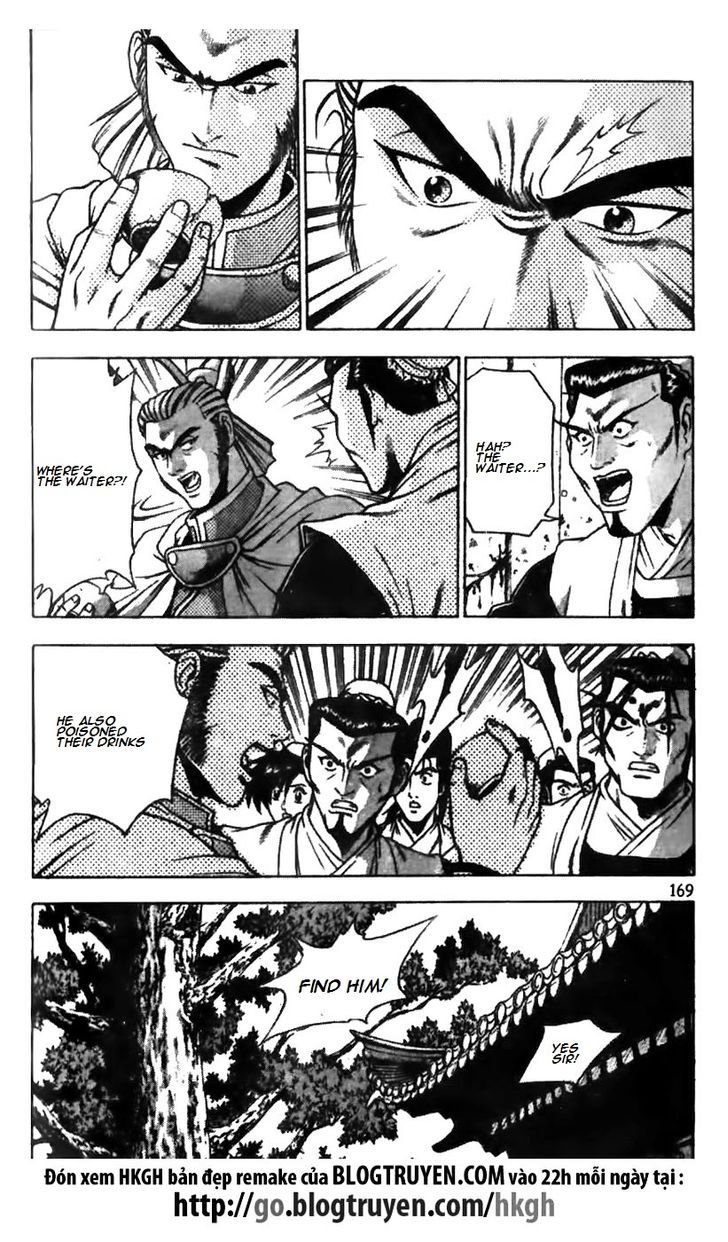 WHERE'S
THE WAITER?!
HAH?
THE
WAITER...?
HE ALSO
POISONED
THEIR DRINKS
169
FIND HIM!
YES
SIR!
Đón xem HKGH bản đẹp remake của BLOGTRUYEN.COM vào 22h mỗi ngày tại :
http://go.blogtruyen.com/hkgh